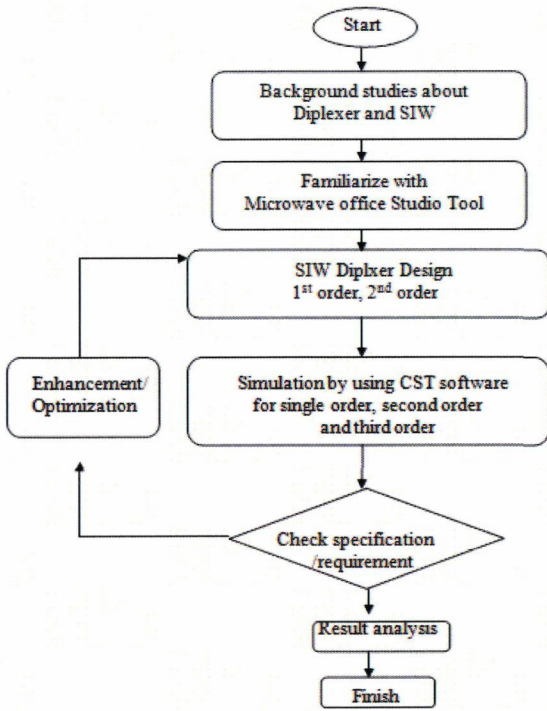 Start
Background studies about
Diplexer and SIW
Familiarize with
Microwave office Studio Tool
SIW Diplxer Design
1st order, 2nd order
Enhancement/
Optimization
Simulation by using CST software
for single order, second order
and third order
Check specification
/requirement
Result analysis
Finish